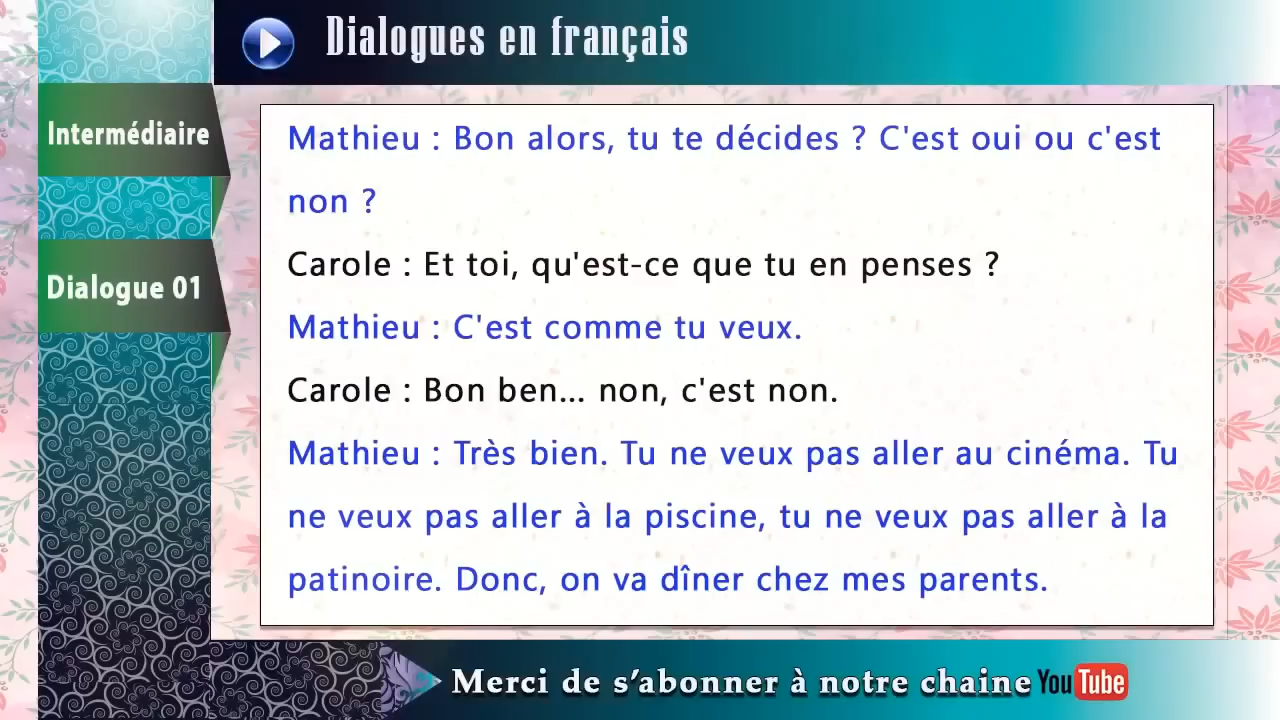 Dialogues en français
Intermédiaire
Dialogue 01
Mathieu : Bon alors, tu te décides ? C'est oui ou c'est
non ?
Carole : Et toi, qu'est-ce que tu en penses ?
Mathieu : C'est comme tu veux.
Carole : Bon ben... non, c'est non.
Mathieu : Très bien. Tu ne veux pas aller au cinéma. Tu
ne veux pas aller à la piscine, tu ne veux pas aller à la
patinoire. Donc, on va dîner chez mes parents.
Merci de s’abonner à notre chaine YouTube